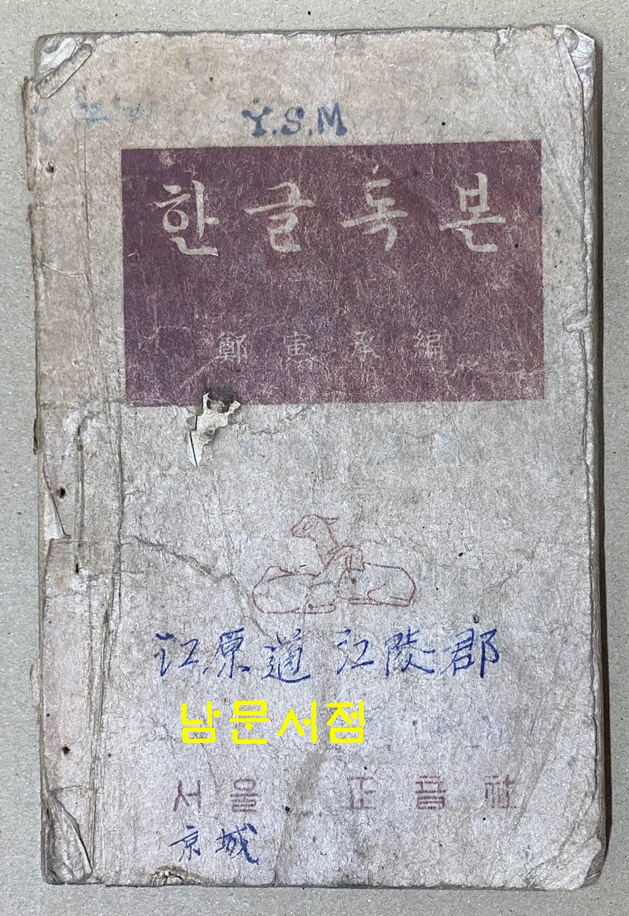 Y.S.M
한글독본
鄭寅承編
江原道 江陵郡
남문서점
서울 正音社
京城